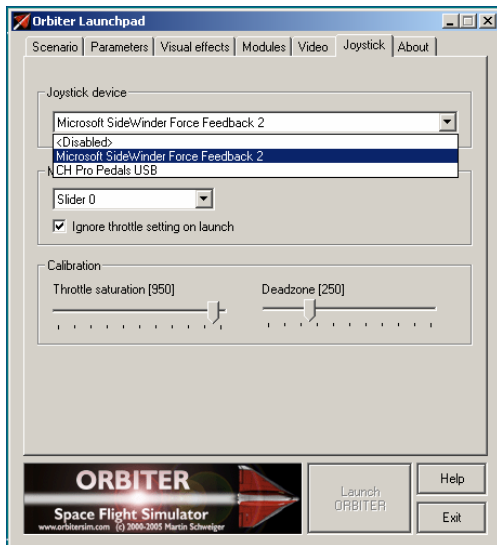 Orbiter Launchpad
Scenario Parameters Visual effects Modules Video Joystick About
Joystick device
Microsoft SideWinder Force Feedback 2
<Disabled>
Microsoft SideWinder Force Feedback 2
CH Pro Pedals USB
Slider 0
Ignore throttle setting on launch
Calibration
Throttle saturation [950] Deadzone [250]
ORBITER
Space Flight Simulator
www.orbitersim.com (c) 2000-2005 Martin Schweiger
Launch
ORBITER
Help
Exit